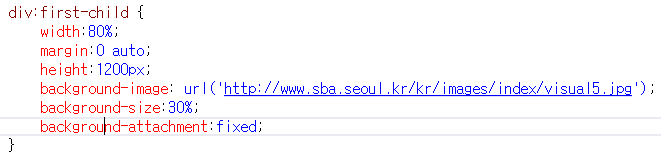 div:first-child {
width:80%;
margin:0 auto;
height:1200px;
background-image: url('http://www.sba.seoul.kr/kr/images/index/visual5.jpg');
background-size:30%;
background-attachment:fixed;
}